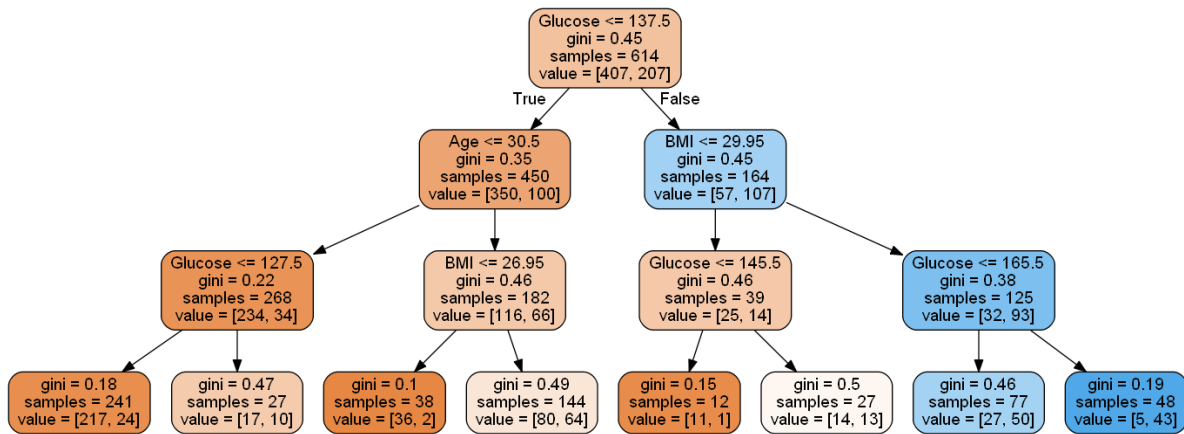 Glucose <= 137.5
gini = 0.45
samples = 614
value = [407, 207]
True
False
Age <= 30.5
gini = 0.35
samples = 450
value = [350, 100]
BMI <= 29.95
gini = 0.45
samples = 164
value = [57, 107]
Glucose <= 127.5
gini = 0.22
samples = 268
value = [234, 34]
BMI <= 26.95
gini = 0.46
samples = 182
value = [116, 66]
Glucose <= 145.5
gini = 0.46
samples = 39
value = [25, 14]
Glucose <= 165.5
gini = 0.38
samples = 125
value = [32, 93]
gini = 0.18
samples = 241
value = [217, 24]
gini = 0.47
samples = 27
value = [17, 10]
gini = 0.1
samples = 38
value = [36, 2]
gini = 0.49
samples = 144
value = [80, 64]
gini = 0.15
samples = 12
value = [11, 1]
gini = 0.5
samples = 27
value = [14, 13]
gini = 0.46
samples = 77
value = [27, 50]
gini = 0.19
samples = 48
value = [5, 43]